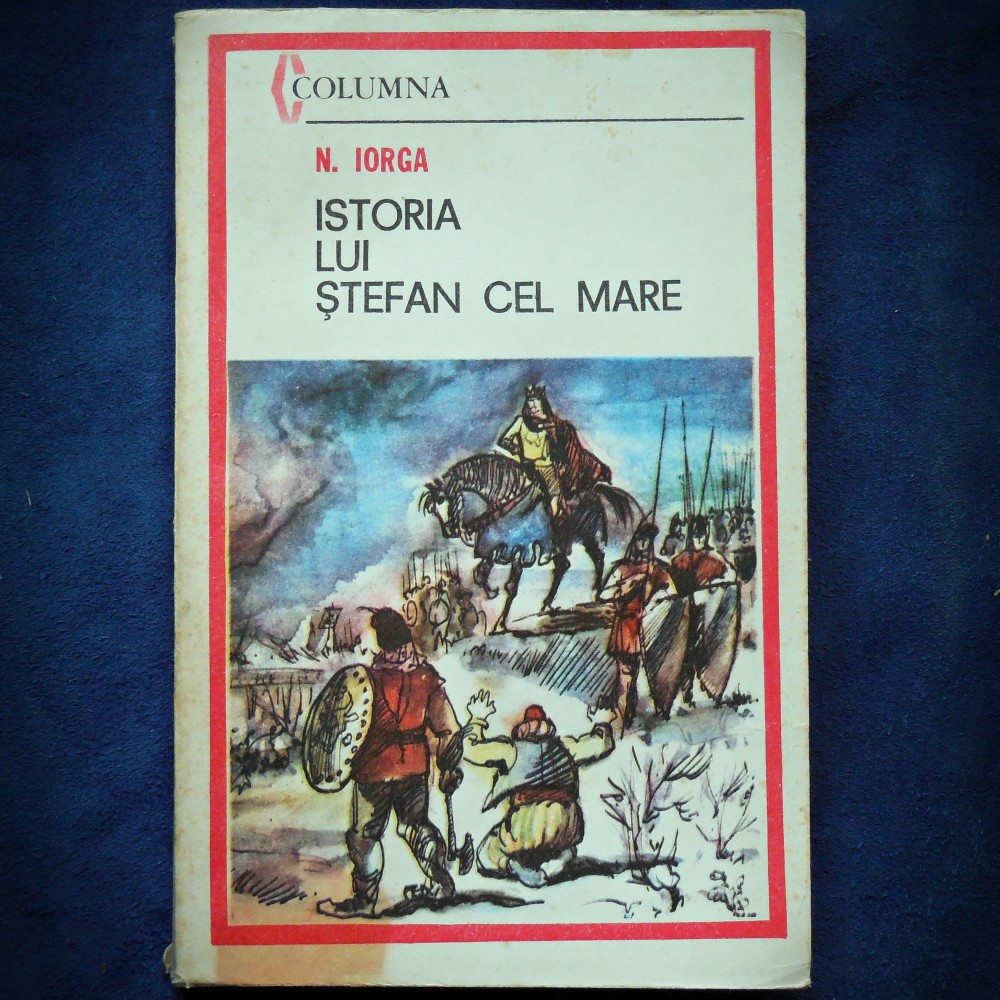 COLUMNA
N. IORGA
ISTORIA
LUI
ŞTEFAN CEL MARE